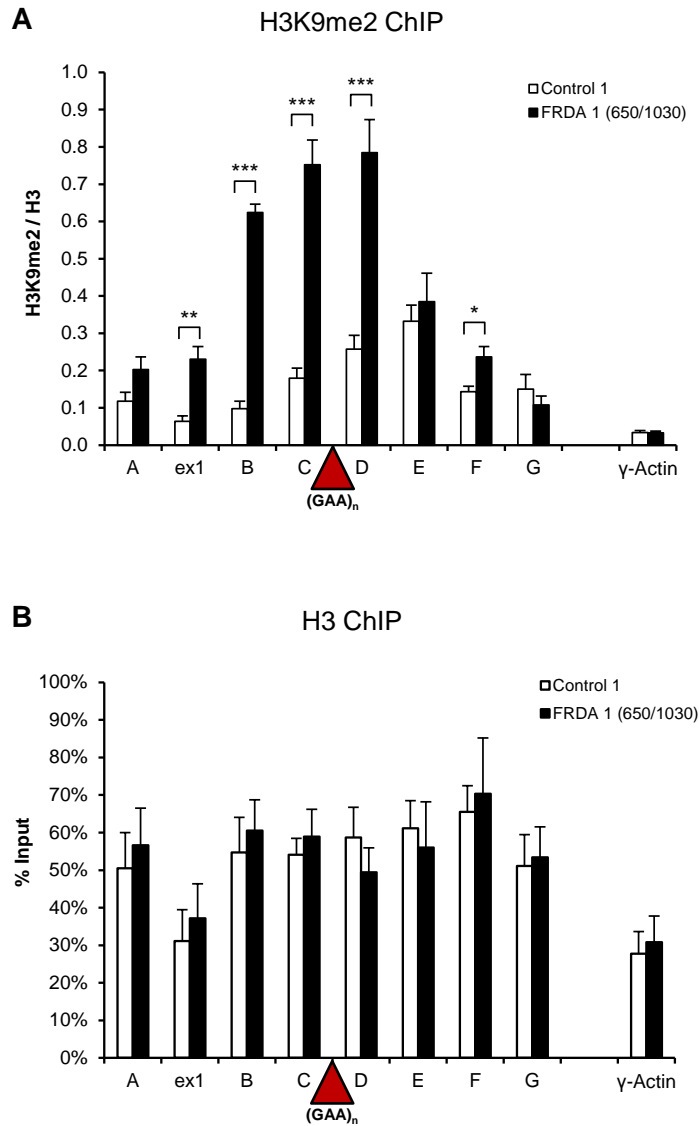 A
H3K9me2 ChIP
H3K9me2 / H3
1.0
0.9
0.8
0.7
0.6
0.5
0.4
0.3
0.2
0.1
0.0
Control 1
FRDA 1 (650/1030)
**
***
***
***
*
A ex1 B C D E F G γ-Actin
(GAA)n
B
H3 ChIP
% Input
100%
90%
80%
70%
60%
50%
40%
30%
20%
10%
0%
Control 1
FRDA 1 (650/1030)
A ex1 B C D E F G γ-Actin
(GAA)n